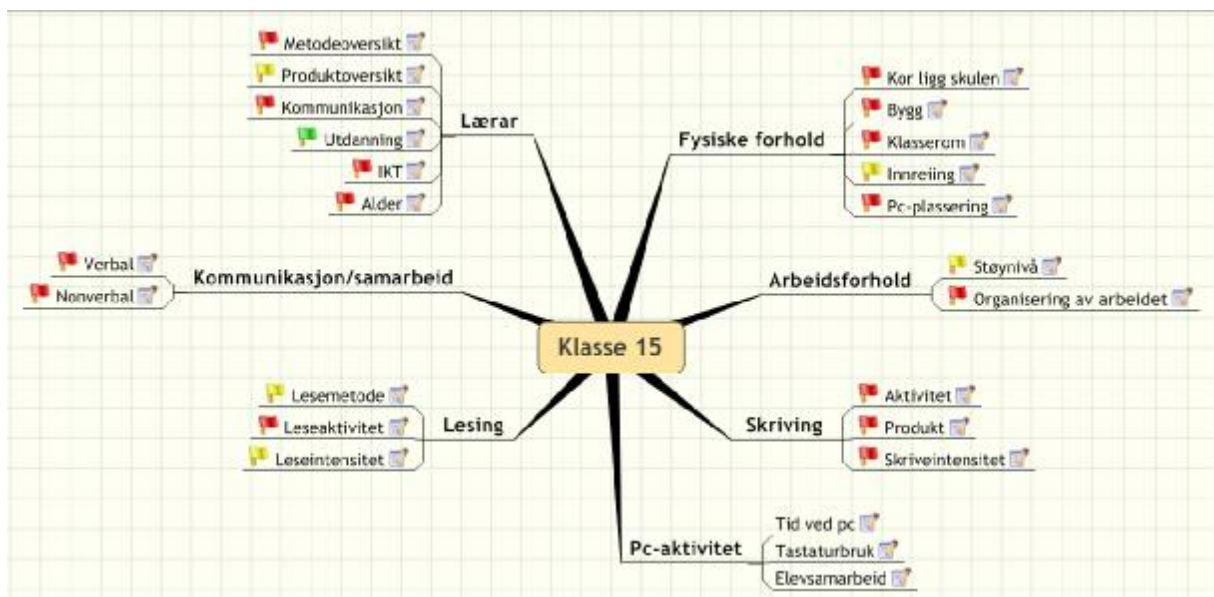 Klasse 15
Lærar
Metodeoversikt
Produktoversikt
Kommunikasjon
Utdanning
IKT
Alder
Kommunikasjon/samarbeid
Verbal
Nonverbal
Lesing
Lesemetode
Leseaktivitet
Leseintensitet
Fysiske forhold
Kor ligg skulen
Bygg
Klasserom
Innreiing
Pc-plassering
Arbeidsforhold
Støynivå
Organisering av arbeidet
Skriving
Aktivitet
Produkt
Skriveintensitet
Pc-aktivitet
Tid ved pc
Tastaturbruk
Elevsamarbeid